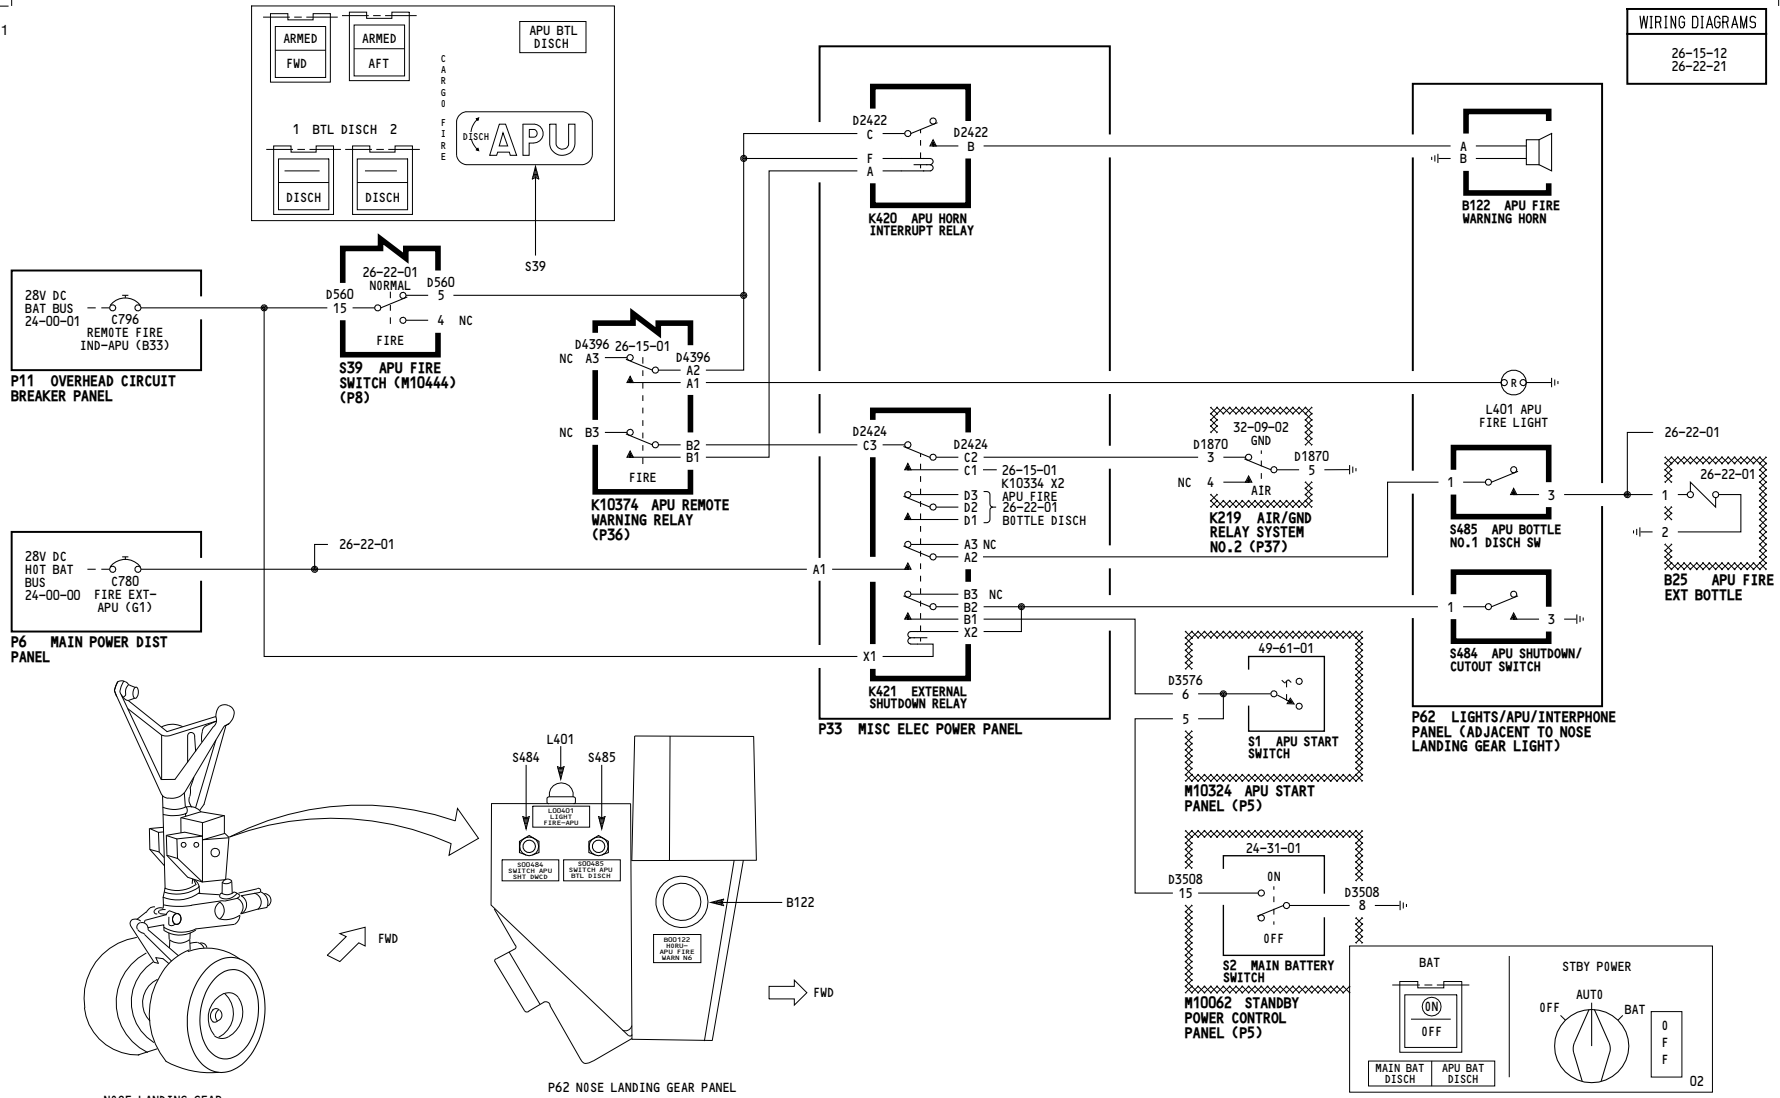 1
WIRING DIAGRAMS
26-15-12
26-22-21
ARMED
FWD
ARMED
AFT
CARGO FIRE
APU BTL
DISCH
1 BTL DISCH 2
DISCH
DISCH
DISCH
APU
S39
28V DC
BAT BUS
24-00-01
C796
REMOTE FIRE
IND-APU (B33)
P11 OVERHEAD CIRCUIT
BREAKER PANEL
26-22-01
NORMAL
D560
15
D560
5
4 NC
FIRE
S39 APU FIRE
SWITCH (M10444)
(P8)
D4396
26-15-01
NC A3
D4396
A2
A1
NC B3
B2
B1
FIRE
K10374 APU REMOTE
WARNING RELAY
(P36)
28V DC
HOT BAT
BUS
24-00-00
C780
FIRE EXT-
APU (G1)
P6 MAIN POWER DIST
PANEL
26-22-01
D2422
C
D2422
B
F
A
K420 APU HORN
INTERRUPT RELAY
D2424
C3
D2424
C2
C1
26-15-01
K10334 X2
D3
D2
D1
APU FIRE
26-22-01
BOTTLE DISCH
A3 NC
A2
A1
B3 NC
B2
B1
X2
X1
K421 EXTERNAL
SHUTDOWN RELAY
P33 MISC ELEC POWER PANEL
32-09-02
GND
D1870
3
D1870
5
NC 4
AIR
K219 AIR/GND
RELAY SYSTEM
NO.2 (P37)
A
B
B122 APU FIRE
WARNING HORN
R
L401 APU
FIRE LIGHT
1
3
S485 APU BOTTLE
NO.1 DISCH SW
1
3
S484 APU SHUTDOWN/
CUTOUT SWITCH
P62 LIGHTS/APU/INTERPHONE
PANEL (ADJACENT TO NOSE
LANDING GEAR LIGHT)
26-22-01
26-22-01
1
2
B25 APU FIRE
EXT BOTTLE
49-61-01
D3576
6
5
S1 APU START
SWITCH
M10324 APU START
PANEL (P5)
24-31-01
ON
D3508
15
D3508
8
OFF
S2 MAIN BATTERY
SWITCH
M10062 STANDBY
POWER CONTROL
PANEL (P5)
BAT
ON
OFF
MAIN BAT
DISCH
APU BAT
DISCH
STBY POWER
OFF
AUTO
BAT
OFF
02
FWD
L401
S484
S485
L00401
LIGHT
FIRE-APU
S00484
SWITCH APU
SHT DWCD
S00485
SWITCH APU
BTL DISCH
B122
B00122
HORU-
APU FIRE
WARN N6
FWD
P62 NOSE LANDING GEAR PANEL
NOSE LANDING GEAR